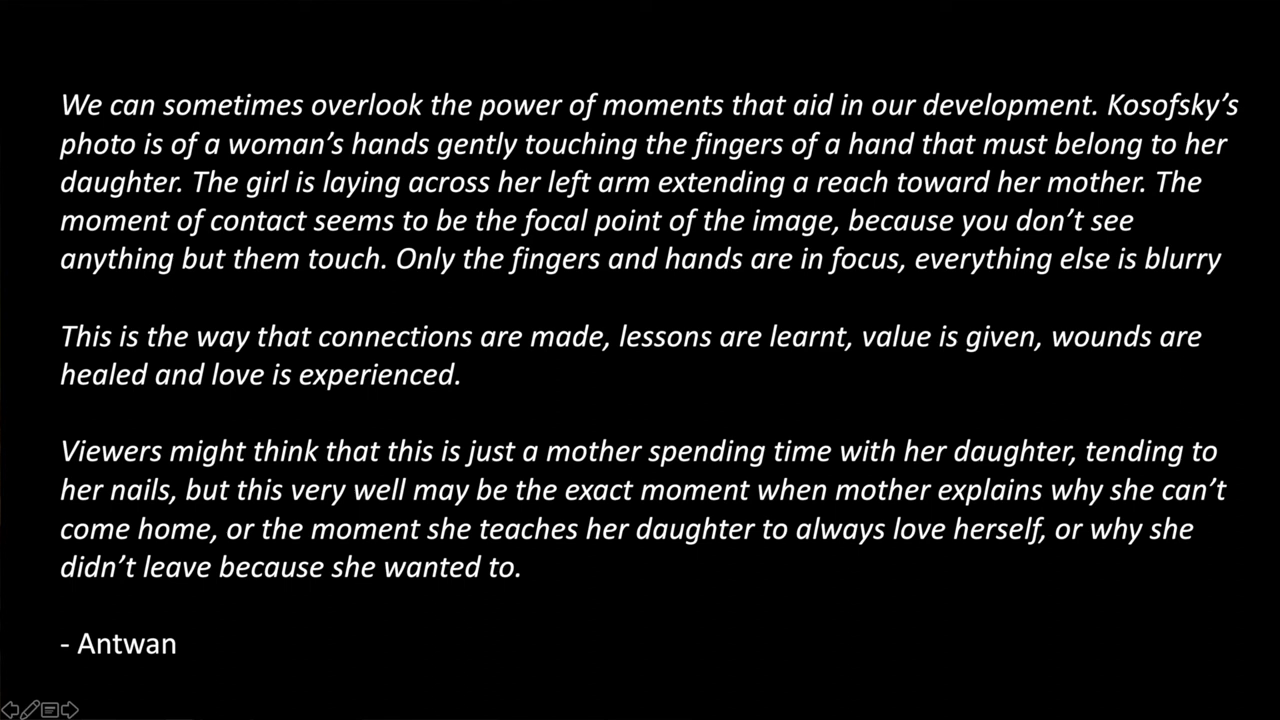 We can sometimes overlook the power of moments that aid in our development. Kosofsky’s
photo is of a woman’s hands gently touching the fingers of a hand that must belong to her
daughter. The girl is laying across her left arm extending a reach toward her mother. The
moment of contact seems to be the focal point of the image, because you don’t see
anything but them touch. Only the fingers and hands are in focus, everything else is blurry
This is the way that connections are made, lessons are learnt, value is given, wounds are
healed and love is experienced.
Viewers might think that this is just a mother spending time with her daughter, tending to
her nails, but this very well may be the exact moment when mother explains why she can’t
come home, or the moment she teaches her daughter to always love herself, or why she
didn’t leave because she wanted to.
- Antwan